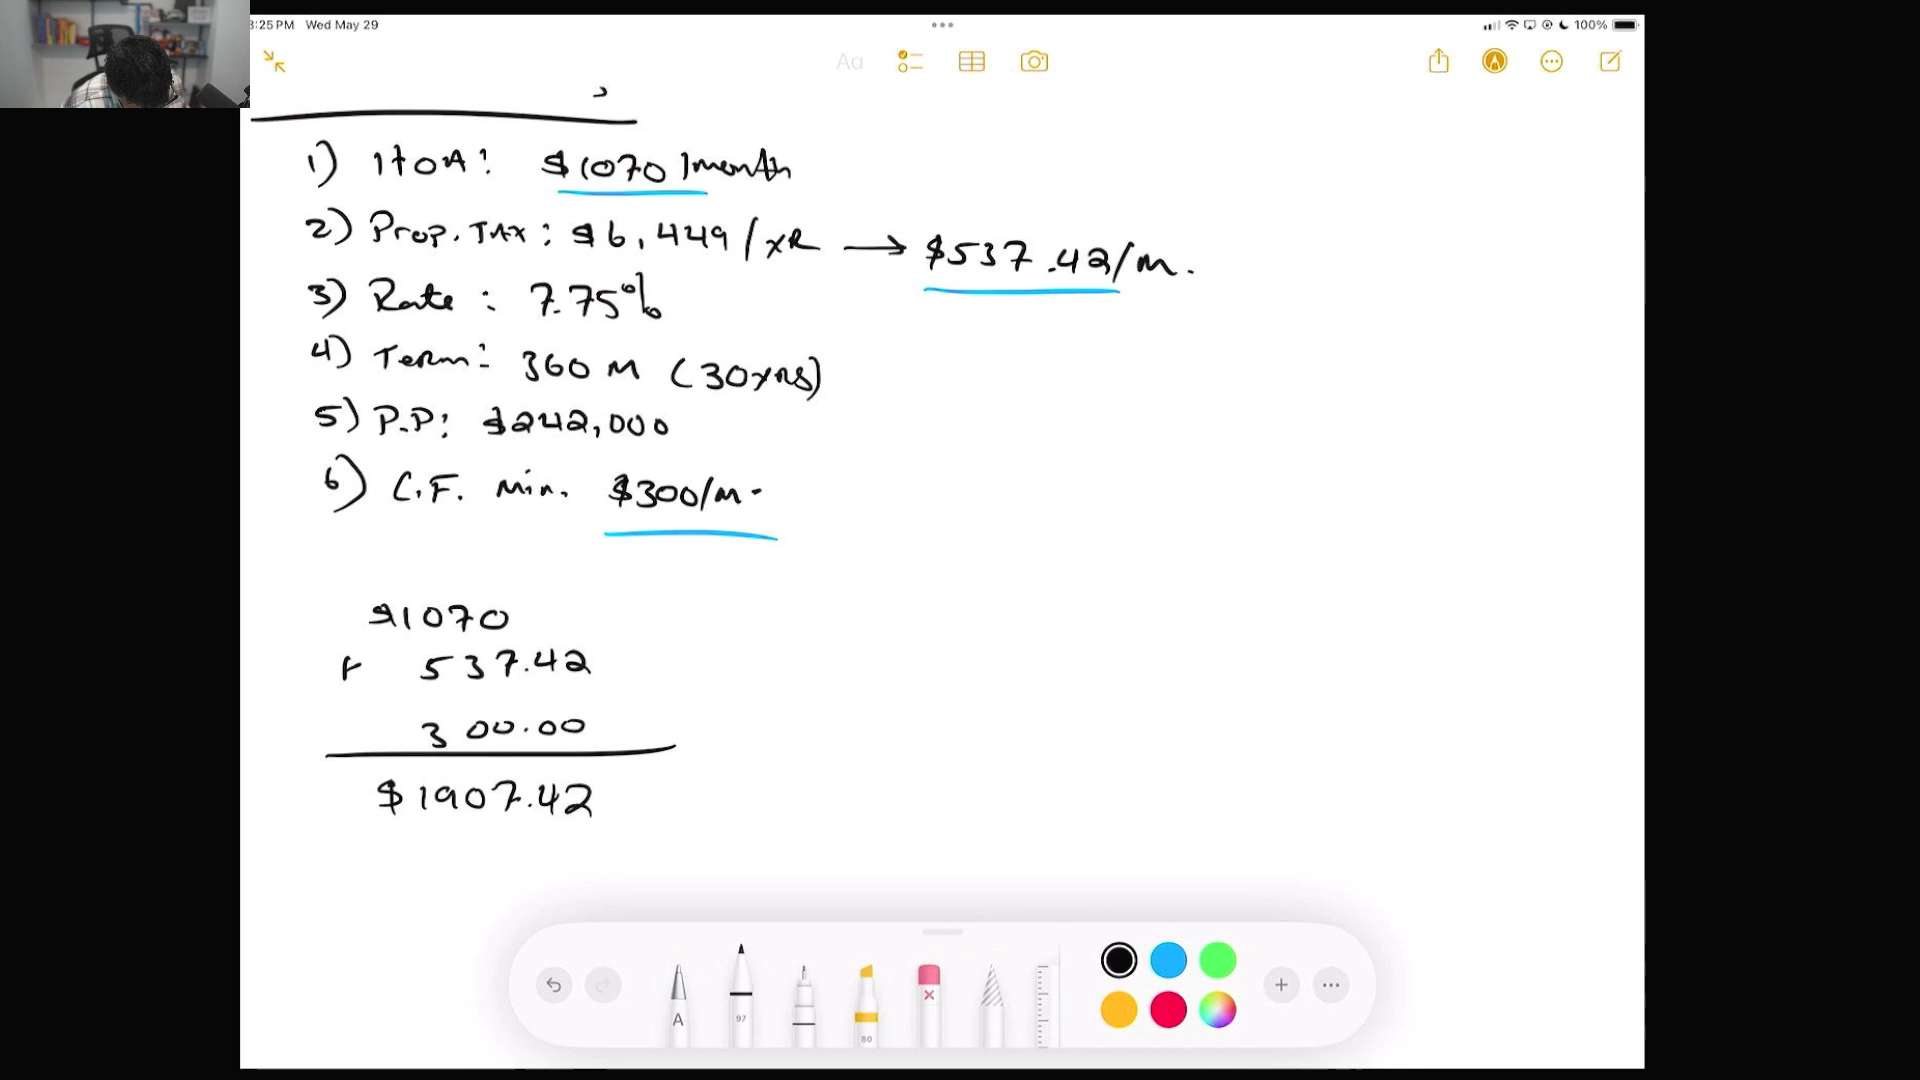 3:25 PM Wed May 29
100%
Aa
1) HOA: $1070/month
2) Prop. TAX: $6,449/YR → $537.42/m.
3) Rate: 7.75%
4) Term: 360 M (30yrs)
5) P.P: $242,000
6) C.F. Min. $300/m.
$1070
+ 537.42
300.00
$1907.42
A
97
80